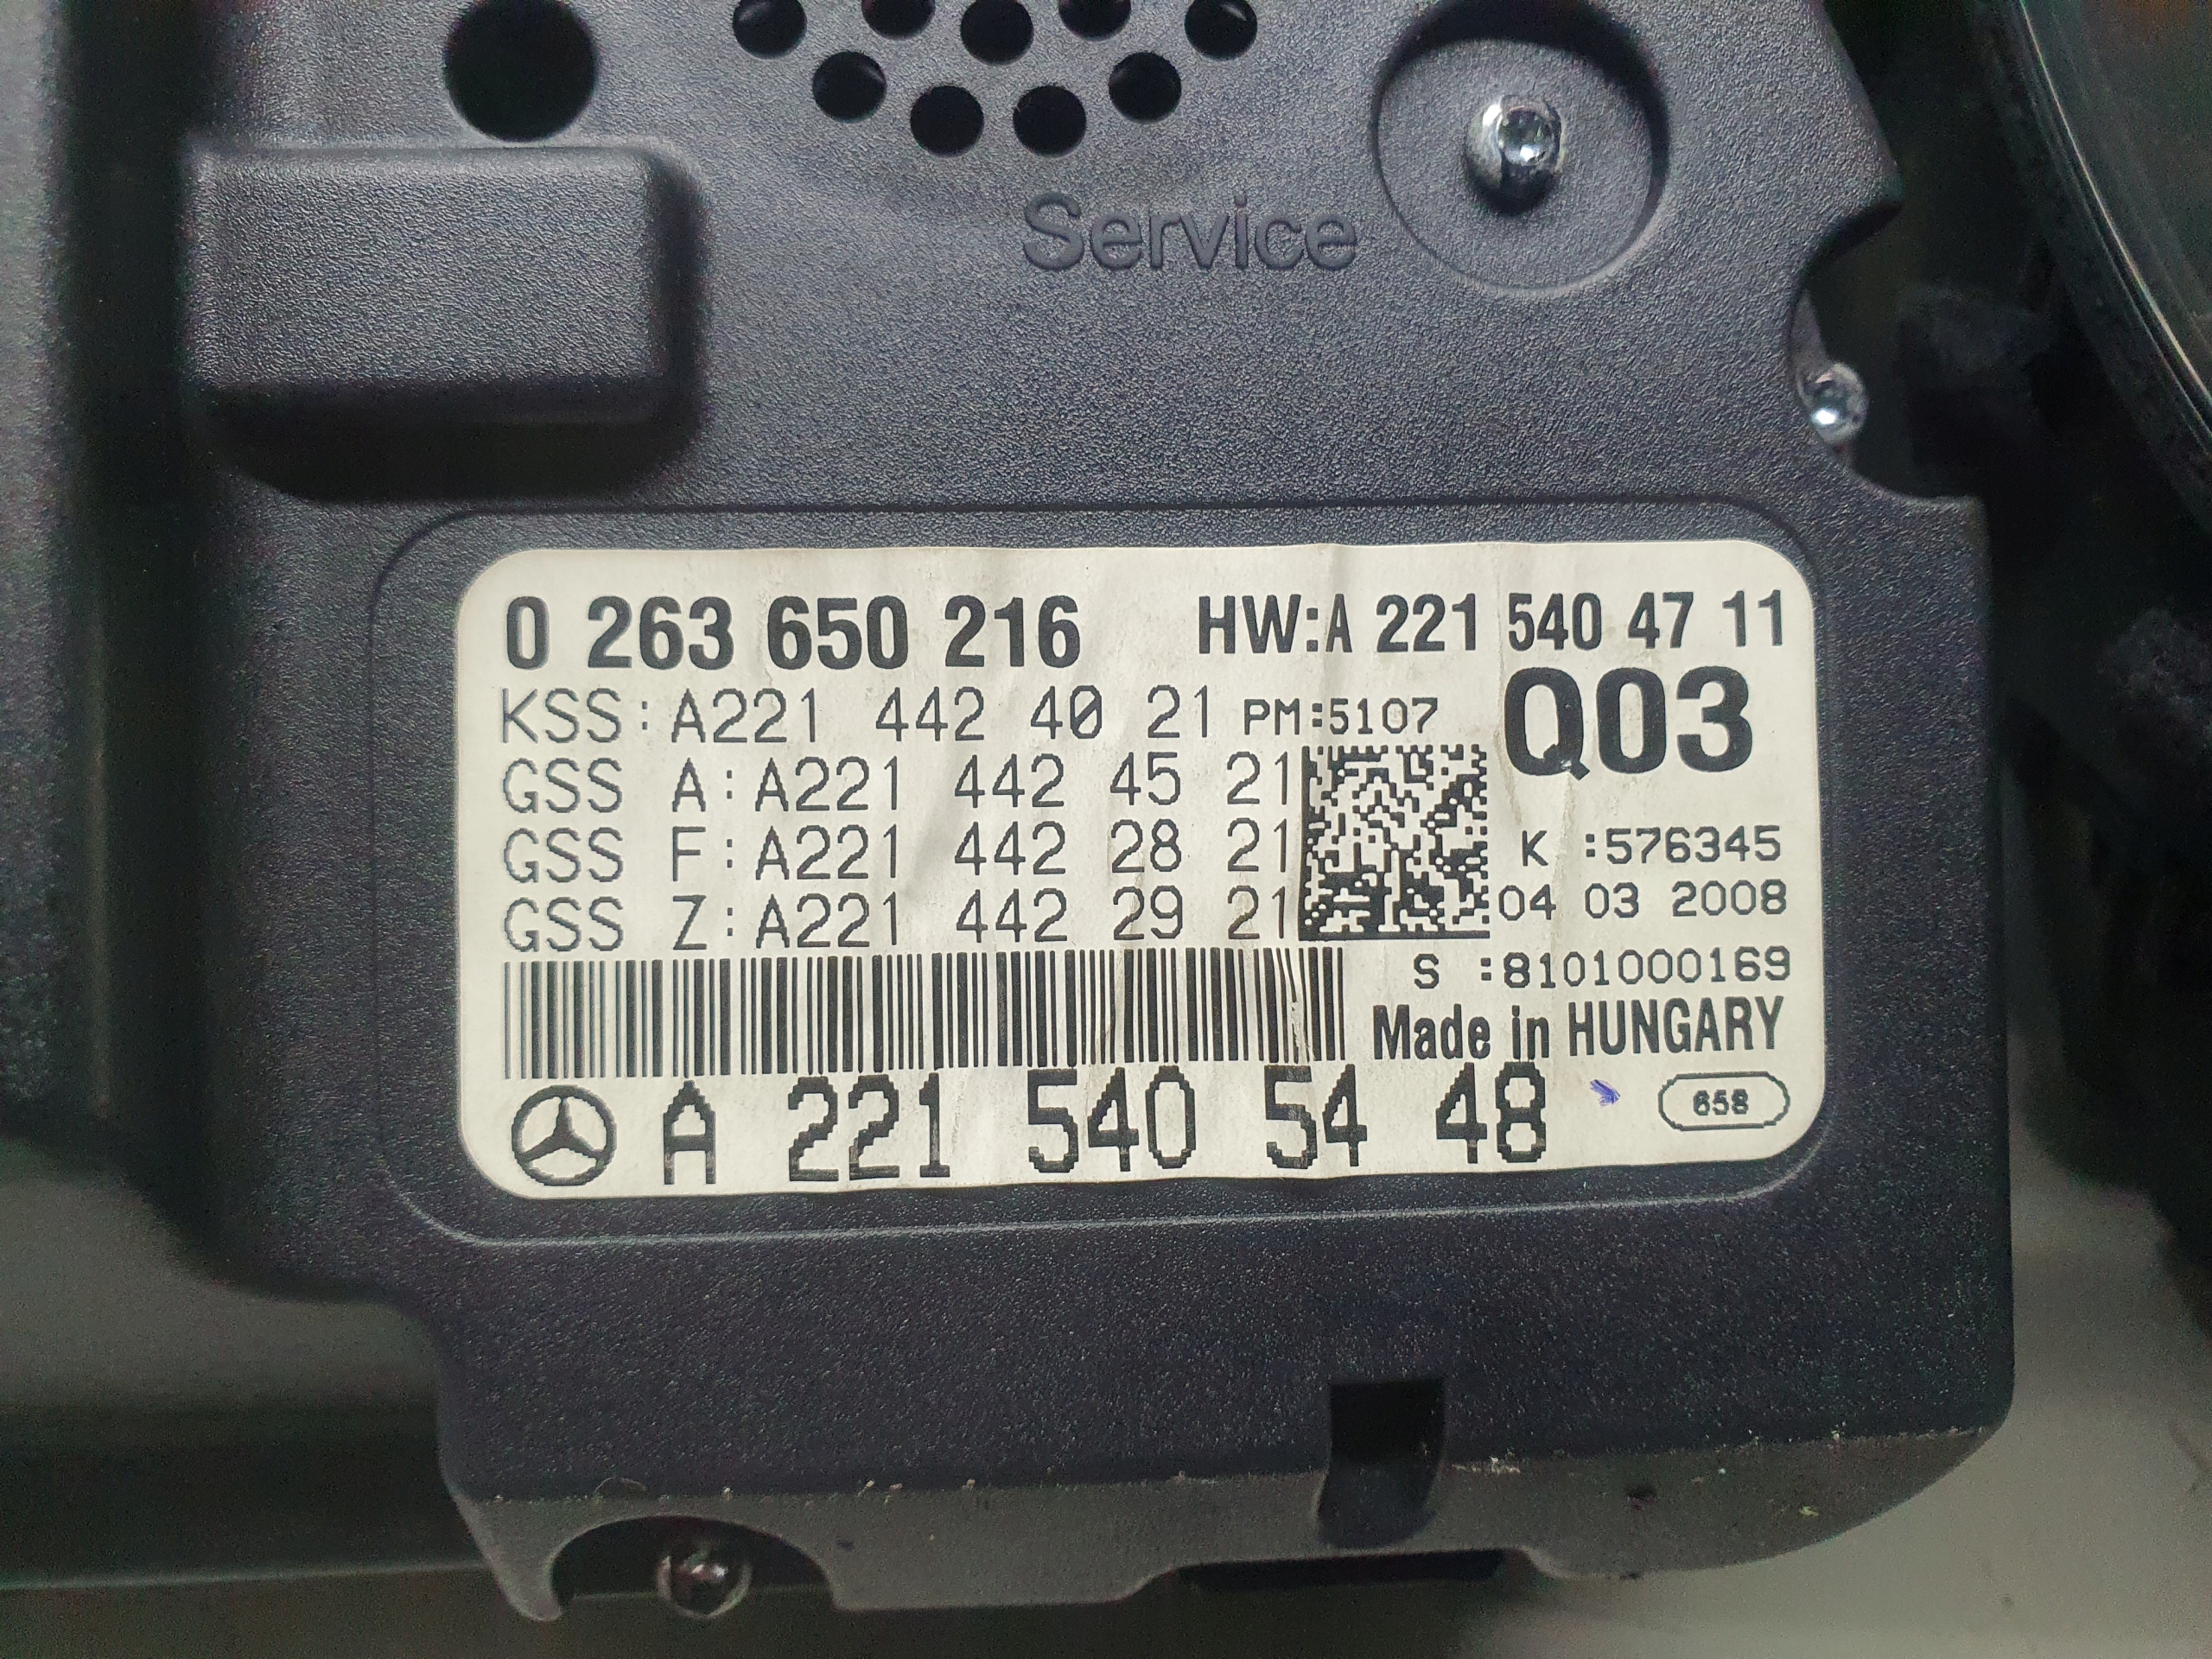 Service
0 263 650 216 HW:A 221 540 47 11
KSS:A221 442 40 21 PM:5107 Q03
GSS A:A221 442 45 21
GSS F:A221 442 28 21 K :576345
GSS Z:A221 442 29 21 04 03 2008
S :8101000169
Made in HUNGARY
A 221 540 54 48 658